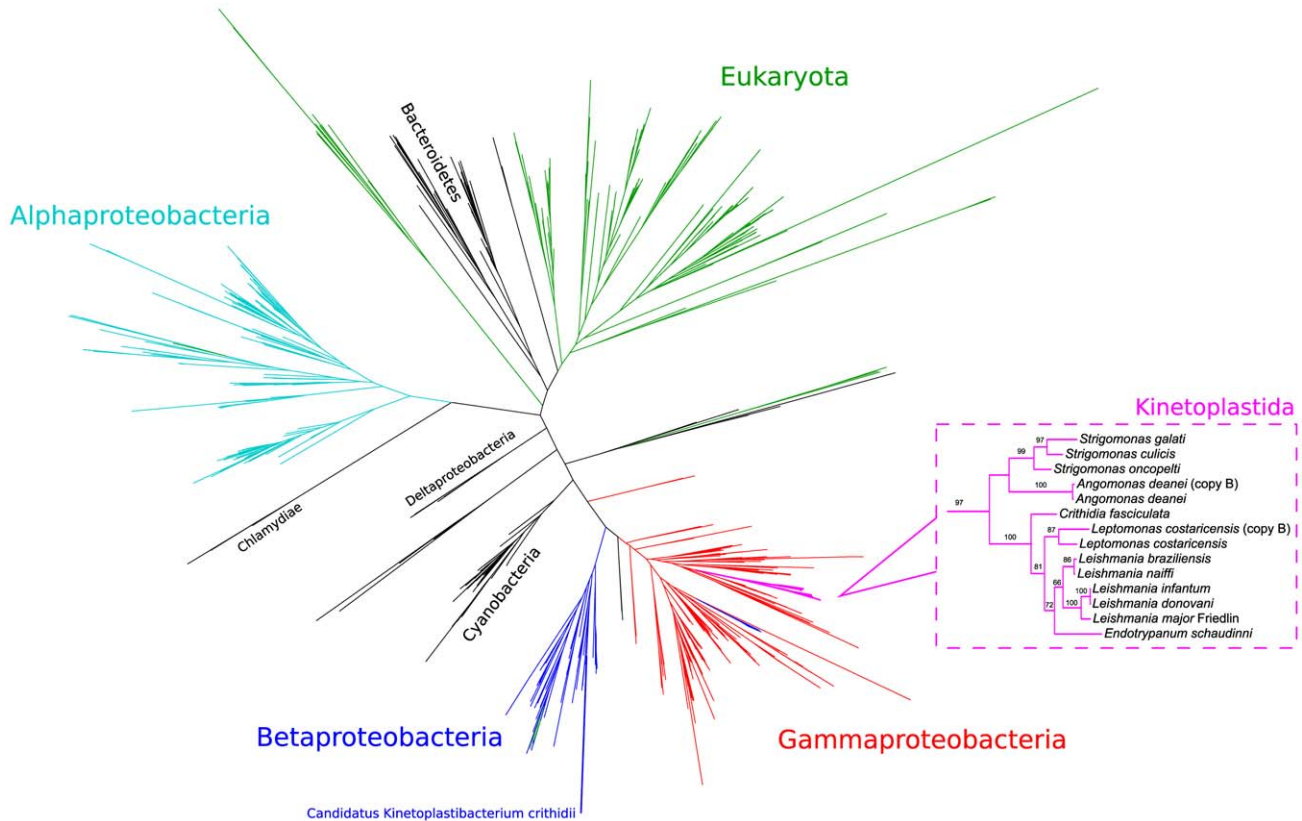 Eukaryota
Bacteroidetes
Alphaproteobacteria
Kinetoplastida
97
Strigomonas galati
99
Strigomonas culicis
Strigomonas oncopelti
100
Angomonas deanei (copy B)
Angomonas deanei
97
Crithidia fasciculata
100
87
Leptomonas costaricensis (copy B)
Leptomonas costaricensis
81
86
Leishmania braziliensis
Leishmania naiffi
66
100
Leishmania infantum
Leishmania donovani
72
100
Leishmania major Friedlin
Endotrypanum schaudinni
Deltaproteobacteria
Chlamydiae
Cyanobacteria
Betaproteobacteria
Gammaproteobacteria
Candidatus Kinetoplastibacterium crithidii